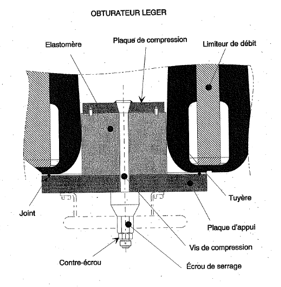 OBTURATEUR LEGER
Plaque de compression
Elastomère
Limiteur de débit
Tuyère
Joint
Plaque d'appui
Vis de compression
Contre-écrou
Écrou de serrage